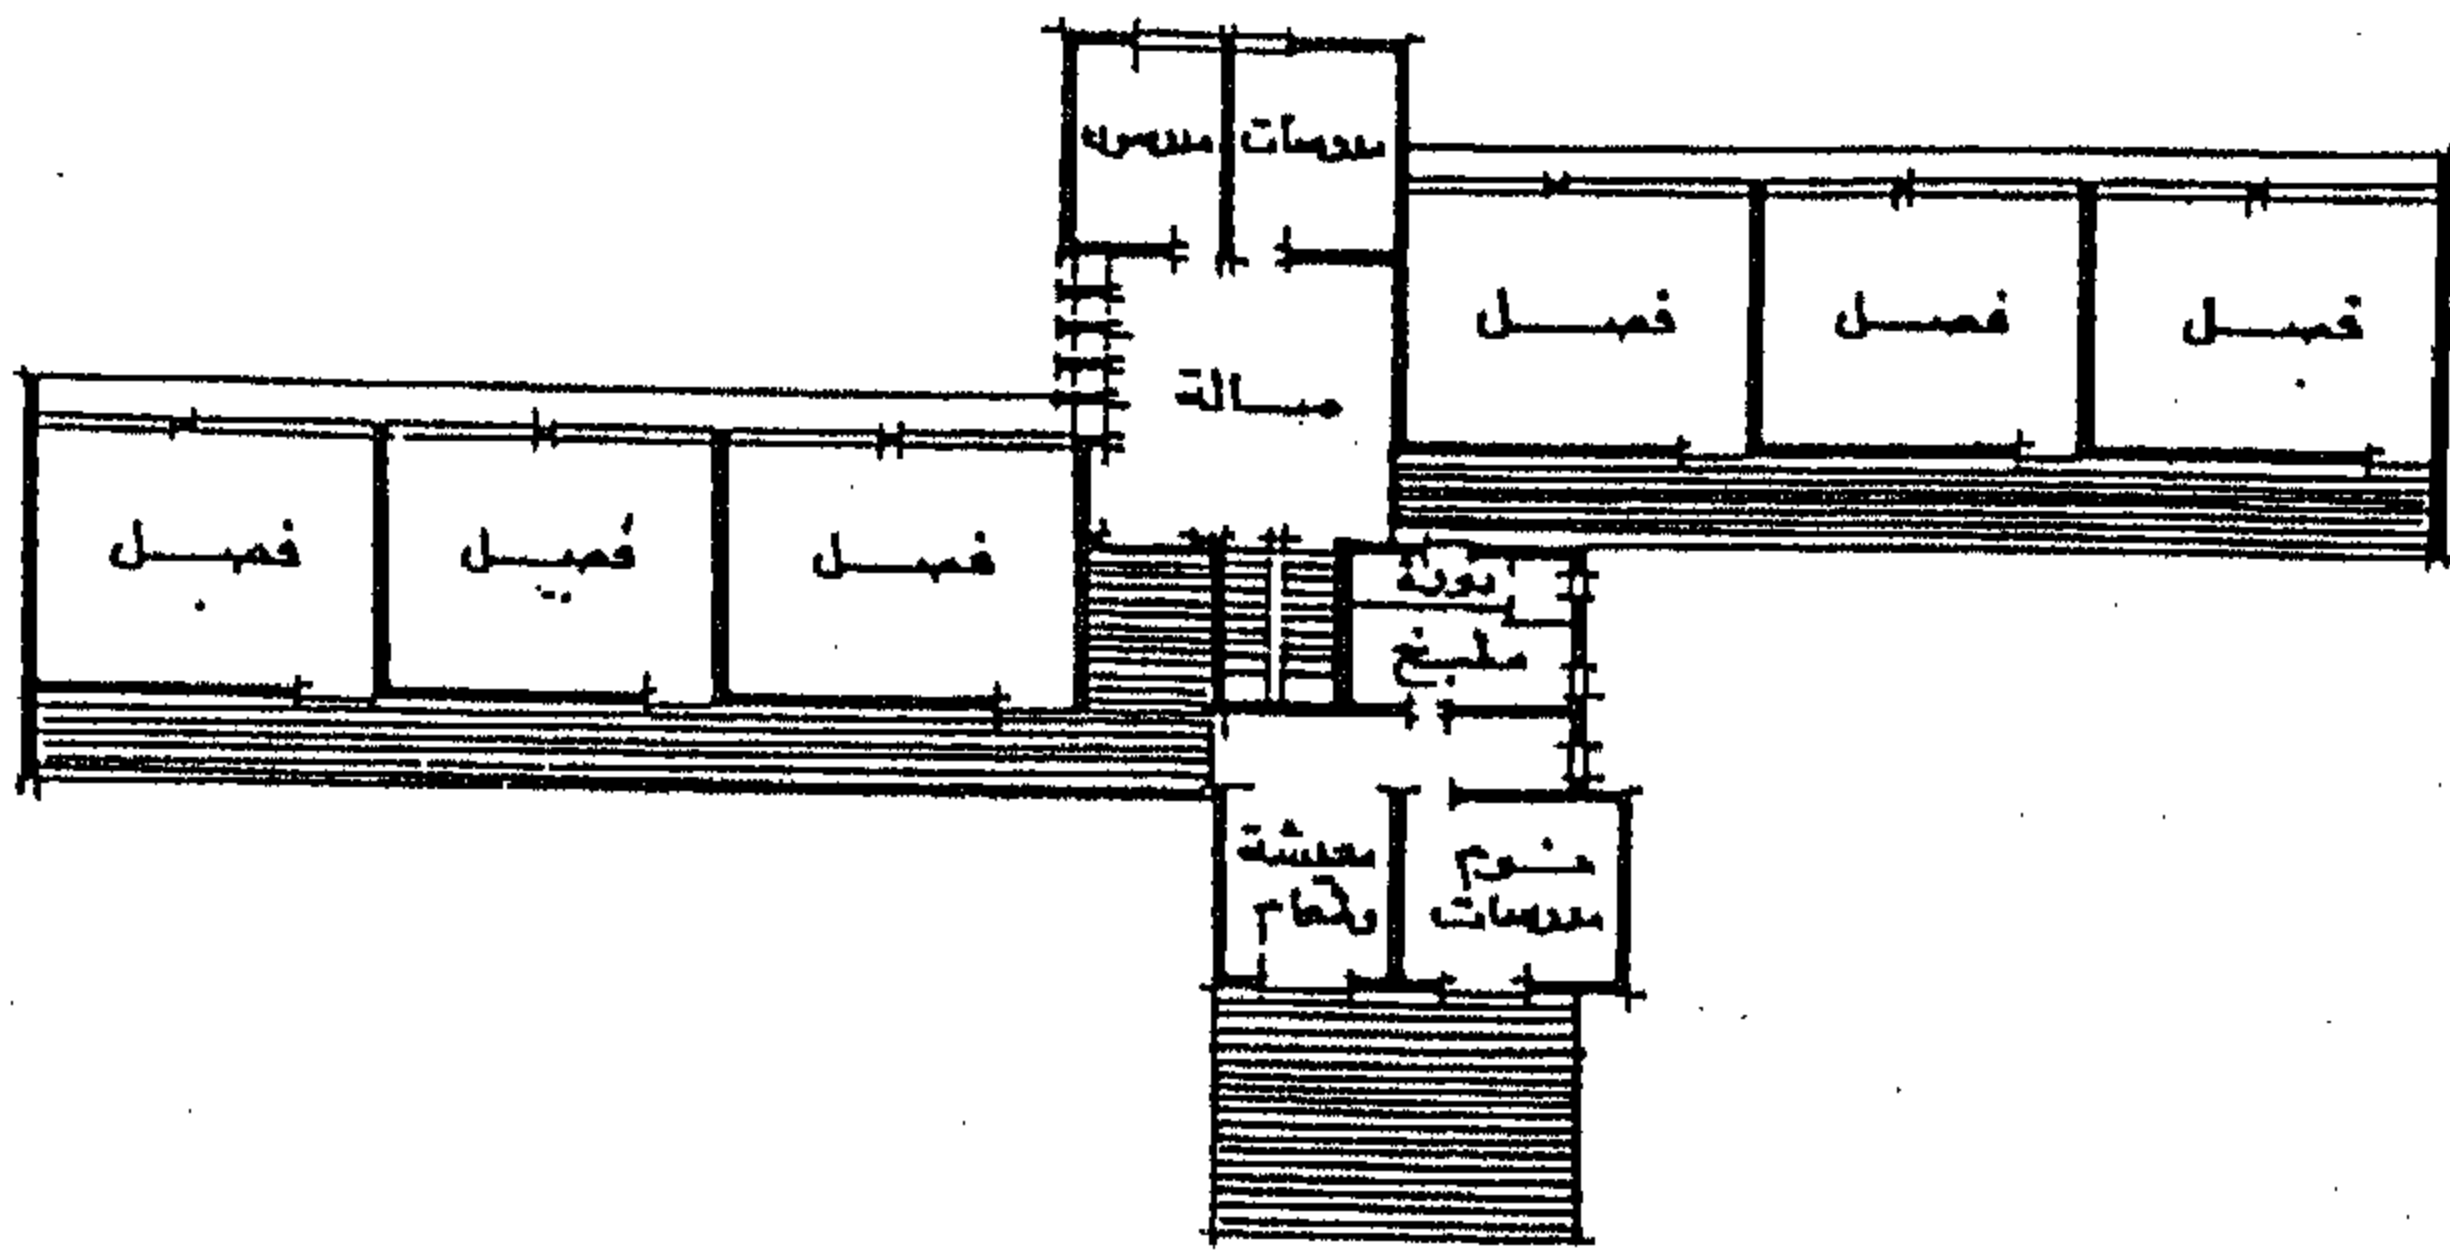 مدرسات
فصل
فصل
فصل
صالة
فصل
فصل
فصل
دورة
مطبخ
معيشة
وطعام
نوم
مدرسات